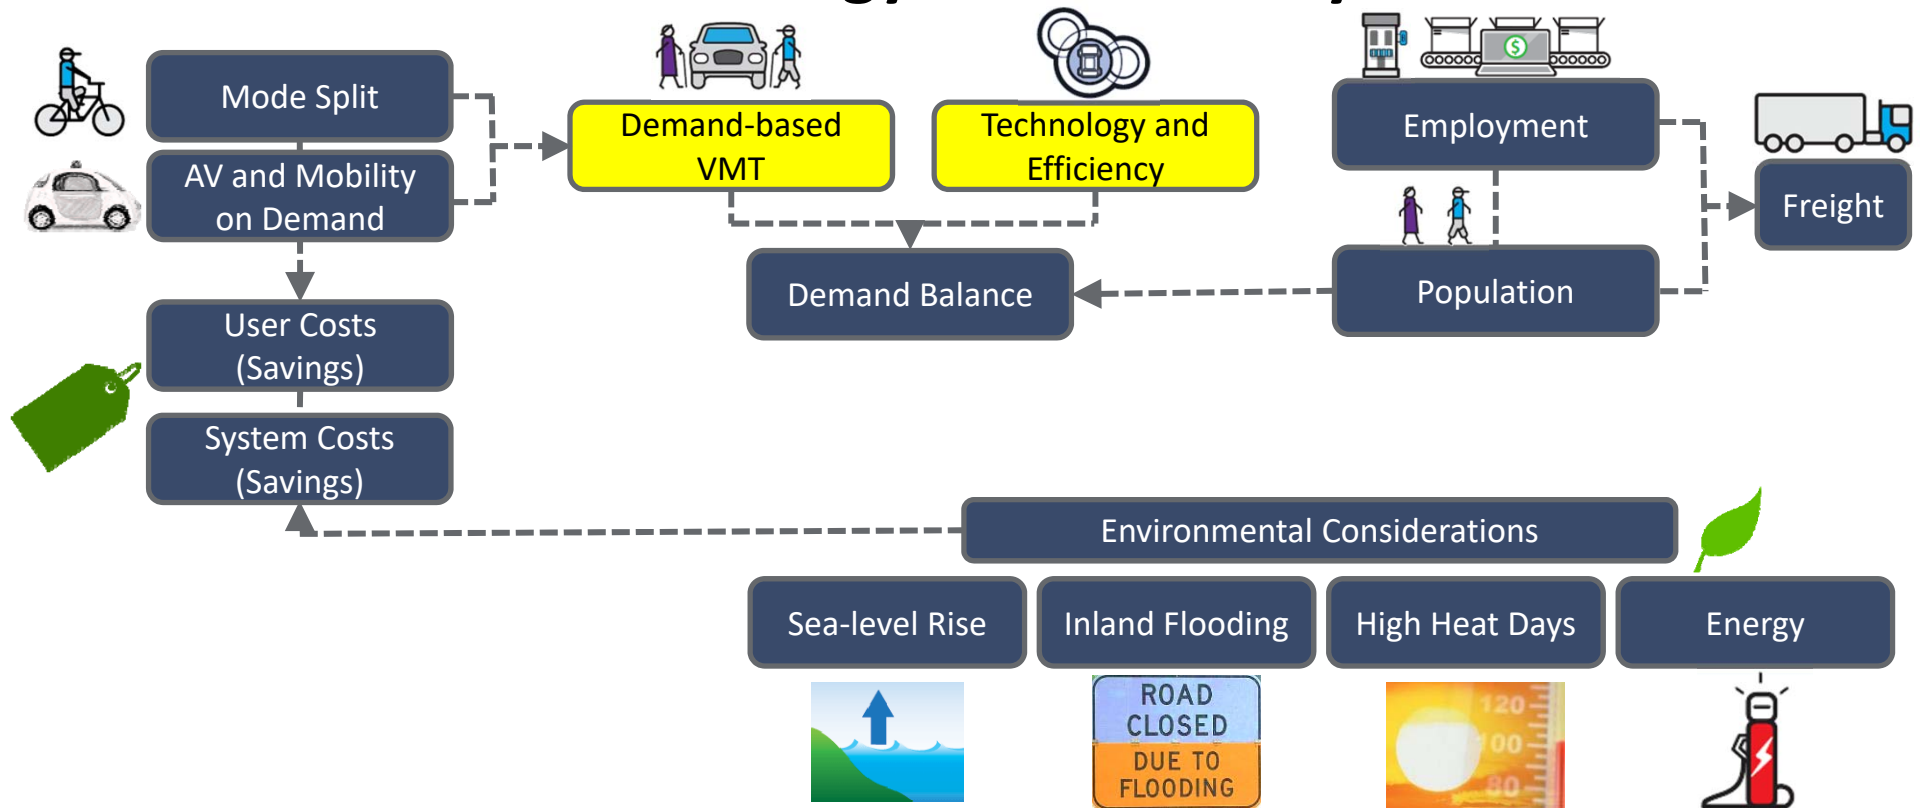 Mode Split
AV and Mobility
on Demand
User Costs
(Savings)
System Costs
(Savings)
Demand-based
VMT
Technology and
Efficiency
Demand Balance
$
Employment
Population
Freight
Environmental Considerations
Sea-level Rise
Inland Flooding
High Heat Days
Energy
ROAD
CLOSED
DUE TO
FLOODING
120
100
80